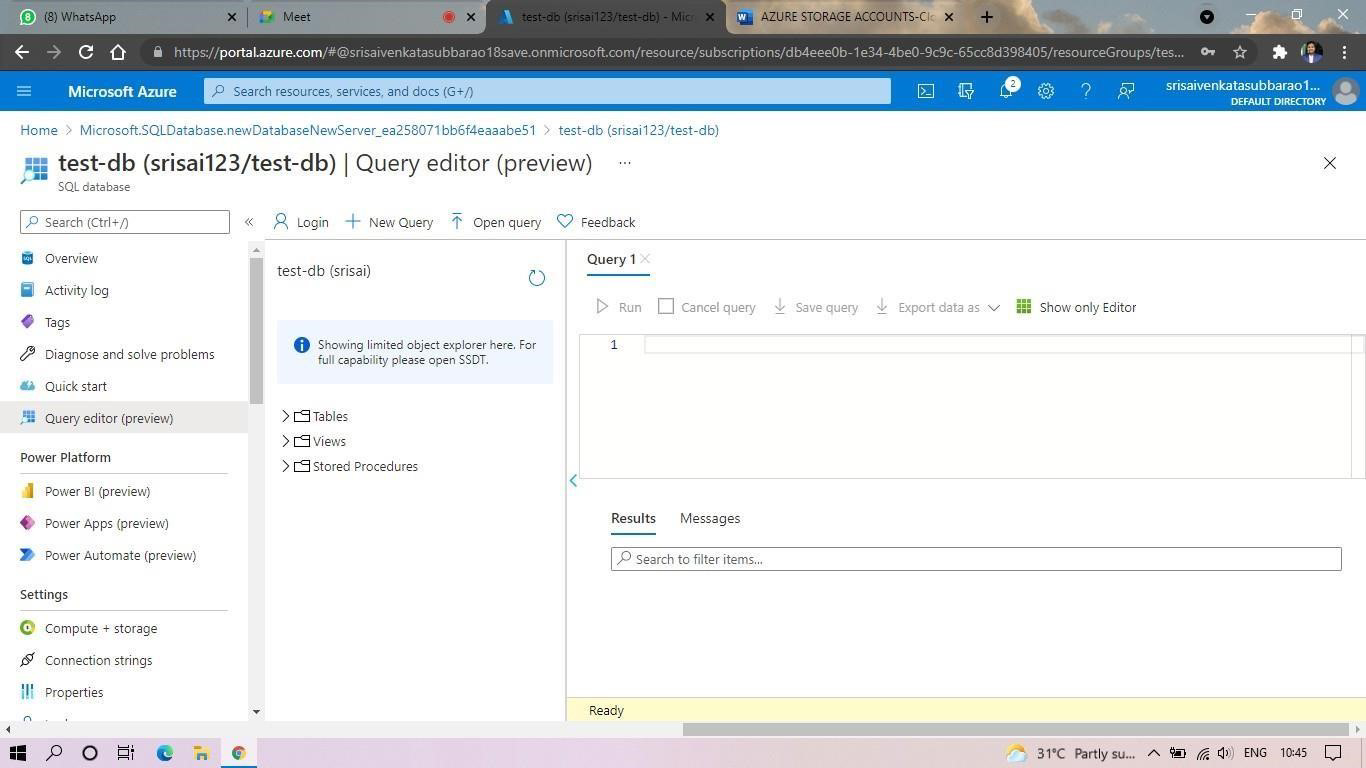 (8) WhatsApp
Meet
test-db (srisai123/test-db) - Micr
AZURE STORAGE ACCOUNTS-Clo
https://portal.azure.com/#@srisaivenkatasubbarao18save.onmicrosoft.com/resource/subscriptions/db4eee0b-1e34-4be0-9c9c-65cc8d398405/resourceGroups/tes...
Microsoft Azure
Search resources, services, and docs (G+/)
2
srisaivenkatasubbarao1...
DEFAULT DIRECTORY
Home > Microsoft.SQLDatabase.newDatabaseNewServer_ea258071bb6f4eaaabe51 > test-db (srisai123/test-db)
test-db (srisai123/test-db) | Query editor (preview) ...
SQL database
Search (Ctrl+/)
«
Login
New Query
Open query
Feedback
Overview
Activity log
Tags
Diagnose and solve problems
Quick start
Query editor (preview)
Power Platform
Power BI (preview)
Power Apps (preview)
Power Automate (preview)
Settings
Compute + storage
Connection strings
Properties
test-db (srisai)
Showing limited object explorer here. For
full capability please open SSDT.
Tables
Views
Stored Procedures
Query 1
Run
Cancel query
Save query
Export data as
Show only Editor
1
Results
Messages
Search to filter items...
Ready
31°C Partly su...
ENG
10:45